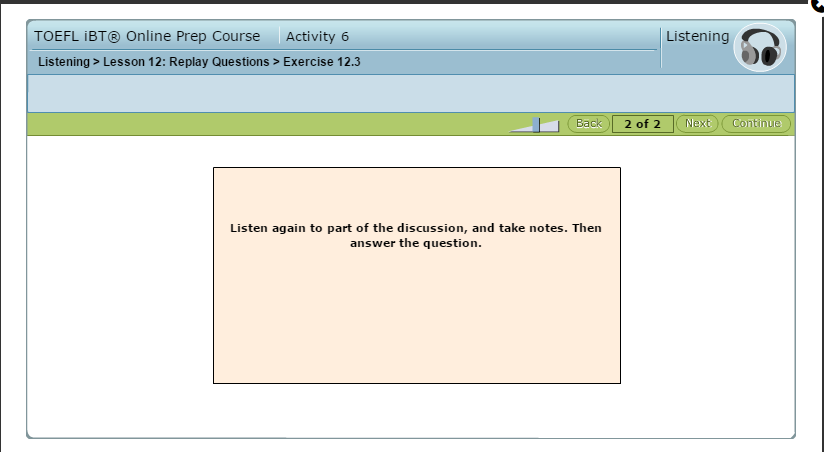 TOEFL iBT® Online Prep Course Activity 6 Listening
Listening > Lesson 12: Replay Questions > Exercise 12.3
Back 2 of 2 Next Continue
Listen again to part of the discussion, and take notes. Then
answer the question.